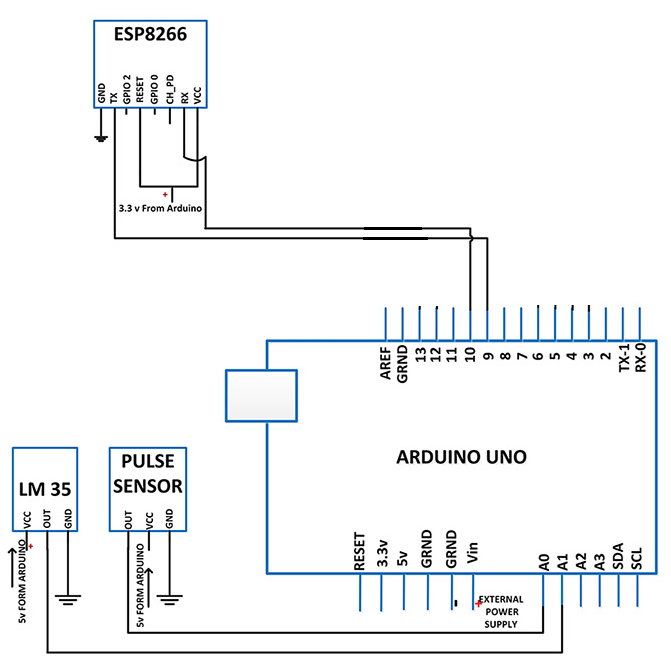 ESP8266
GND
TX
GPIO 2
RESET
GPIO 0
CH_PD
RX
VCC
+
3.3 v From Arduino
AREF
GRND
13
12
11
10
9
8
7
6
5
4
3
2
TX-1
RX-0
ARDUINO UNO
LM 35
VCC
OUT
GND
+
5v FORM ARDUINO
PULSE
SENSOR
OUT
VCC
GND
5v FORM ARDUINO
RESET
3.3v
5v
GRND
GRND
Vin
A0
A1
A2
A3
SDA
SCL
- +
EXTERNAL
POWER
SUPPLY